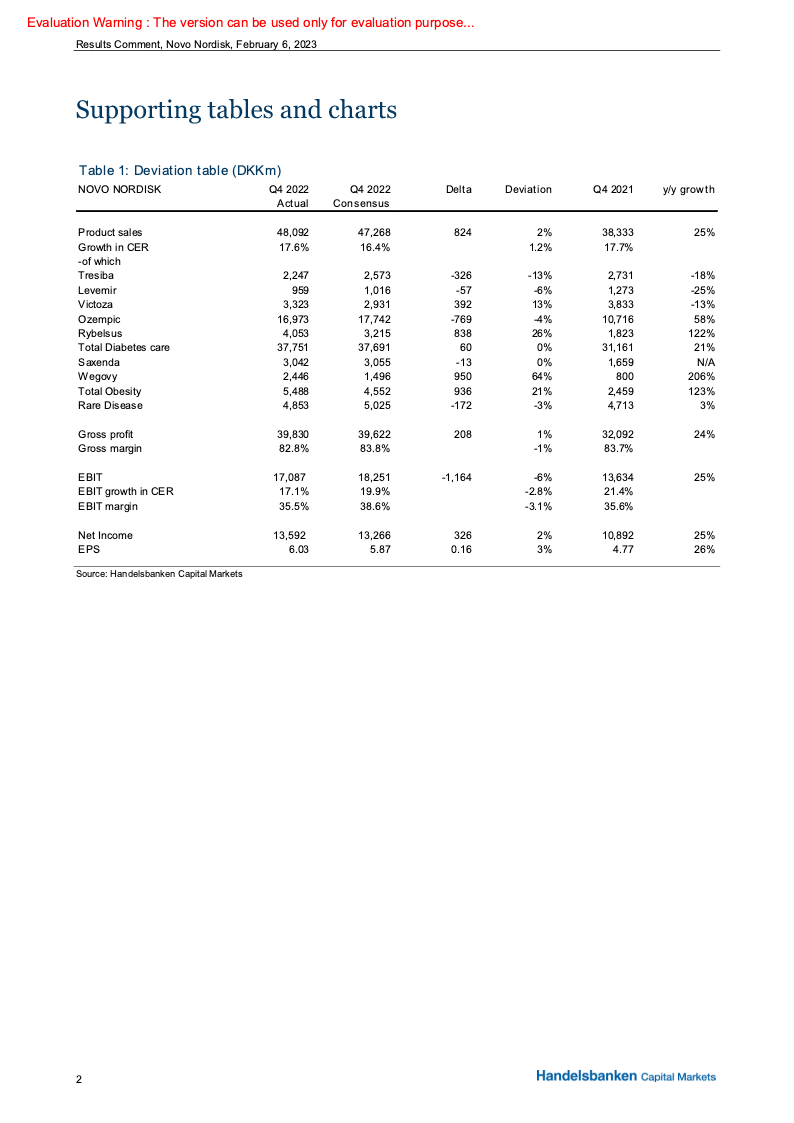 Evaluation Warning : The version can be used only for evaluation purpose...
Results Comment, Novo Nordisk, February 6, 2023
Supporting tables and charts
Table 1: Deviation table (DKKm)
NOVO NORDISK Q4 2022 Q4 2022 Delta Deviation Q4 2021 y/y growth
Actual Consensus
Product sales 48,092 47,268 824 2% 38,333 25%
Growth in CER 17.6% 16.4% 1.2% 17.7%
-of which
Tresiba 2,247 2,573 -326 -13% 2,731 -18%
Levemir 959 1,016 -57 -6% 1,273 -25%
Victoza 3,323 2,931 392 13% 3,833 -13%
Ozempic 16,973 17,742 -769 -4% 10,716 58%
Rybelsus 4,053 3,215 838 26% 1,823 122%
Total Diabetes care 37,751 37,691 60 0% 31,161 21%
Saxenda 3,042 3,055 -13 0% 1,659 N/A
Wegovy 2,446 1,496 950 64% 800 206%
Total Obesity 5,488 4,552 936 21% 2,459 123%
Rare Disease 4,853 5,025 -172 -3% 4,713 3%
Gross profit 39,830 39,622 208 1% 32,092 24%
Gross margin 82.8% 83.8% -1% 83.7%
EBIT 17,087 18,251 -1,164 -6% 13,634 25%
EBIT growth in CER 17.1% 19.9% -2.8% 21.4%
EBIT margin 35.5% 38.6% -3.1% 35.6%
Net Income 13,592 13,266 326 2% 10,892 25%
EPS 6.03 5.87 0.16 3% 4.77 26%
Source: Handelsbanken Capital Markets
2 Handelsbanken Capital Markets